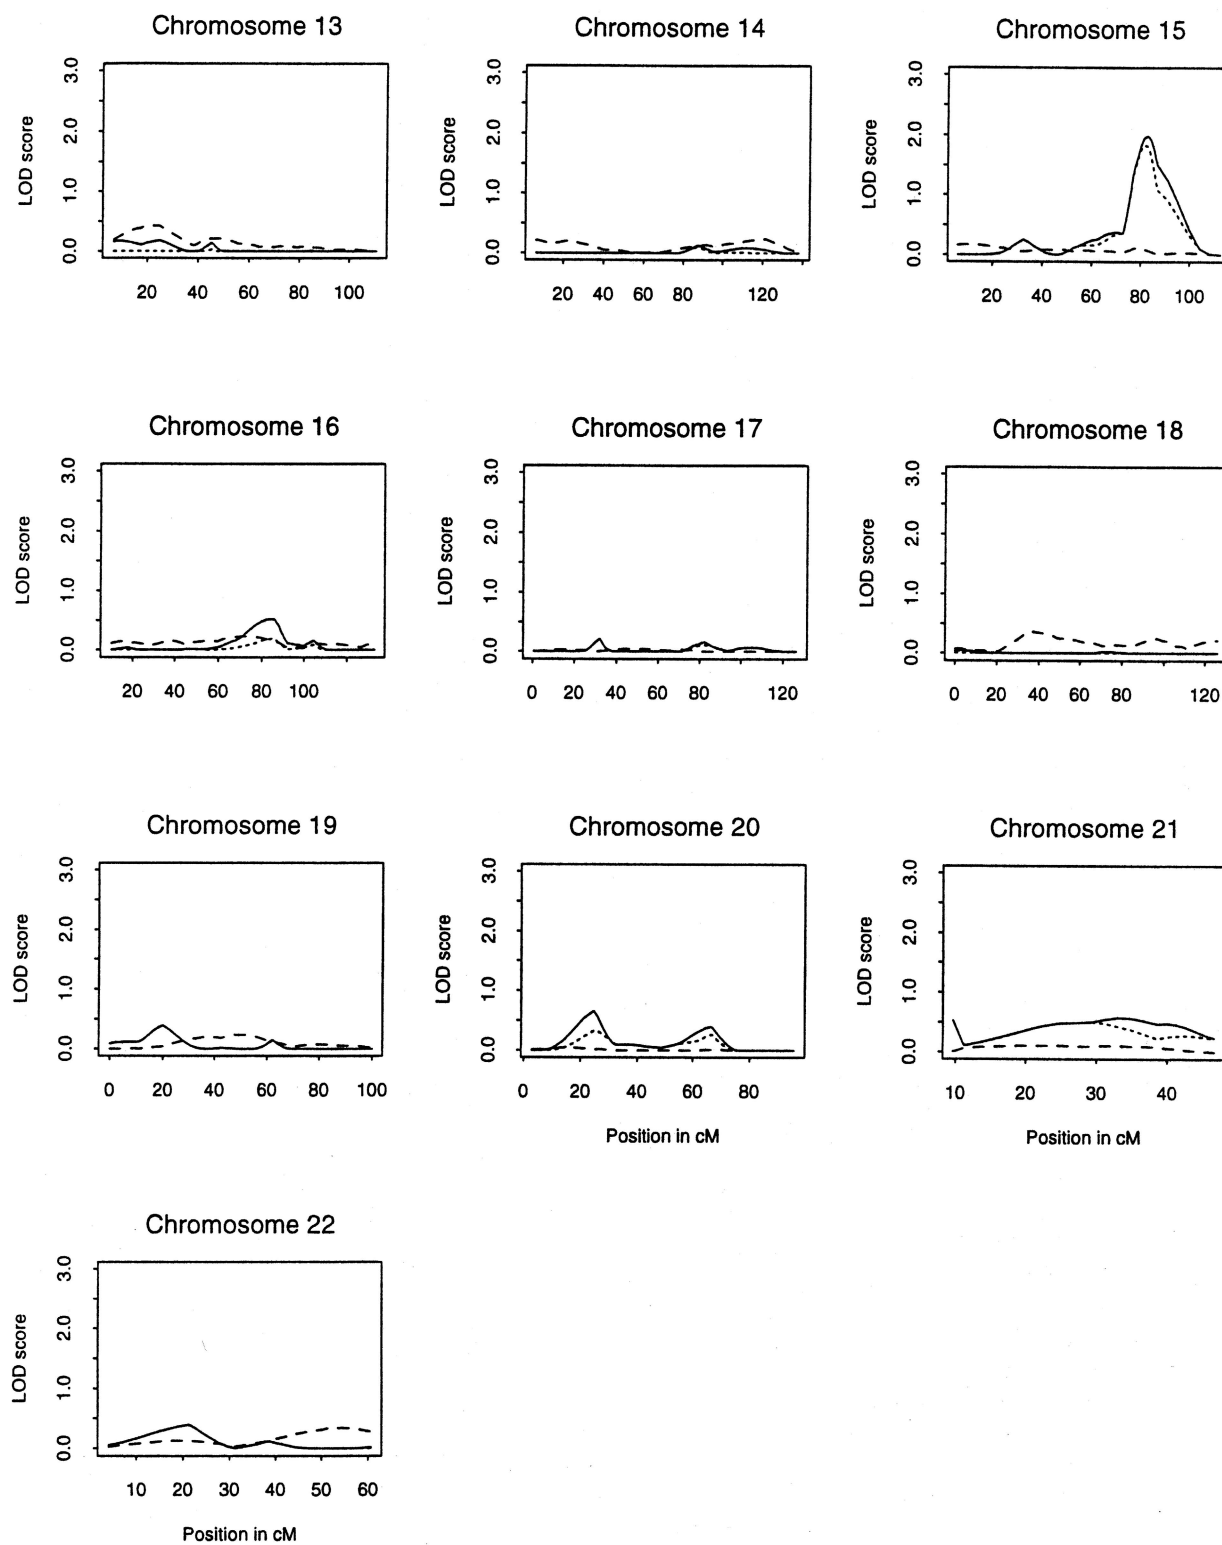 Chromosome 13
Chromosome 14
Chromosome 15
LOD score
3.0
2.0
1.0
0.0
20 40 60 80 100
LOD score
3.0
2.0
1.0
0.0
20 40 60 80 120
LOD score
3.0
2.0
1.0
0.0
20 40 60 80 100
Chromosome 16
Chromosome 17
Chromosome 18
LOD score
3.0
2.0
1.0
0.0
20 40 60 80 100
LOD score
3.0
2.0
1.0
0.0
0 20 40 60 80 120
LOD score
3.0
2.0
1.0
0.0
0 20 40 60 80 120
Chromosome 19
Chromosome 20
Chromosome 21
LOD score
3.0
2.0
1.0
0.0
0 20 40 60 80 100
LOD score
3.0
2.0
1.0
0.0
0 20 40 60 80
Position in cM
LOD score
3.0
2.0
1.0
0.0
10 20 30 40
Position in cM
Chromosome 22
LOD score
3.0
2.0
1.0
0.0
10 20 30 40 50 60
Position in cM